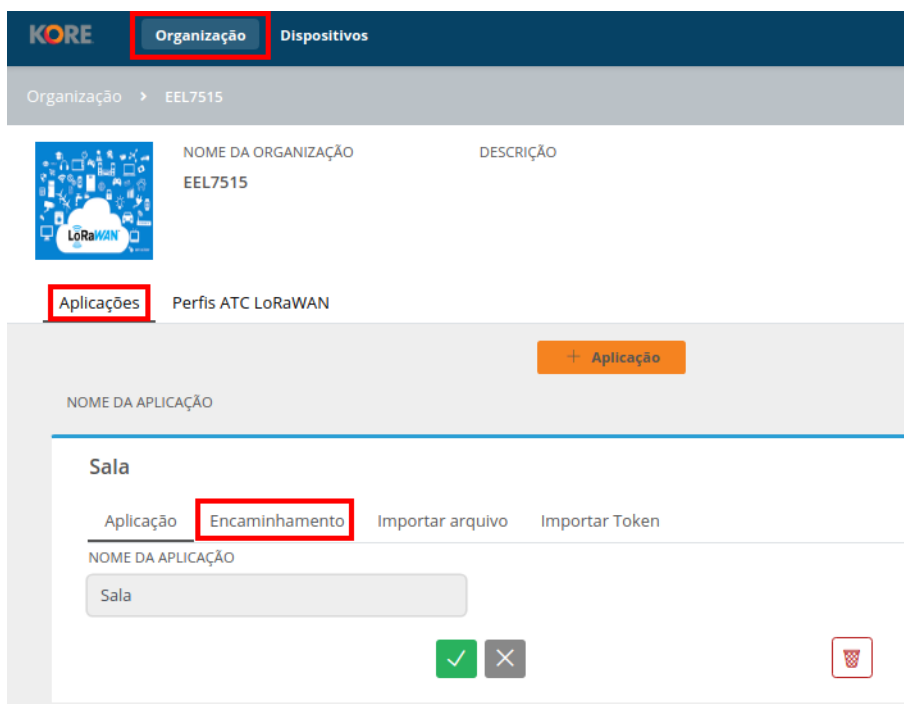 KORE Organização Dispositivos
Organização > EEL7515
NOME DA ORGANIZAÇÃO DESCRIÇÃO
EEL7515
LoRaWAN
Aplicações Perfis ATC LoRaWAN
+ Aplicação
NOME DA APLICAÇÃO
Sala
Aplicação Encaminhamento Importar arquivo Importar Token
NOME DA APLICAÇÃO
Sala